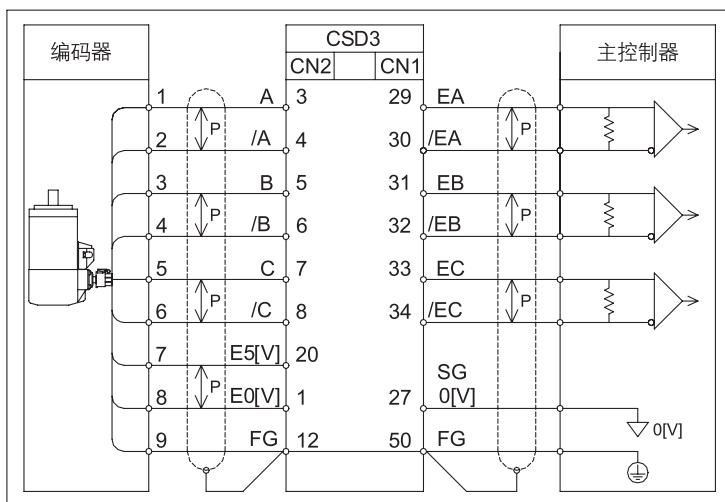 编码器
CSD3
CN2 CN1
主控制器
1 A 3 29 EA
P P
2 /A 4 30 /EA
3 B 5 31 EB
P P
4 /B 6 32 /EB
5 C 7 33 EC
P P
6 /C 8 34 /EC
7 E5[V] 20
P
SG
8 E0[V] 1 27 0[V]
0[V]
9 FG 12 50 FG